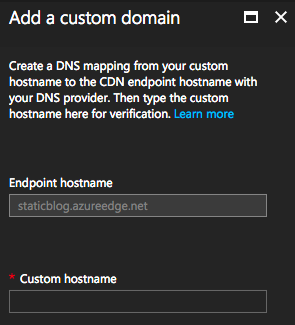 Add a custom domain
Create a DNS mapping from your custom
hostname to the CDN endpoint hostname with
your DNS provider. Then type the custom
hostname here for verification. Learn more
Endpoint hostname
staticblog.azureedge.net
* Custom hostname